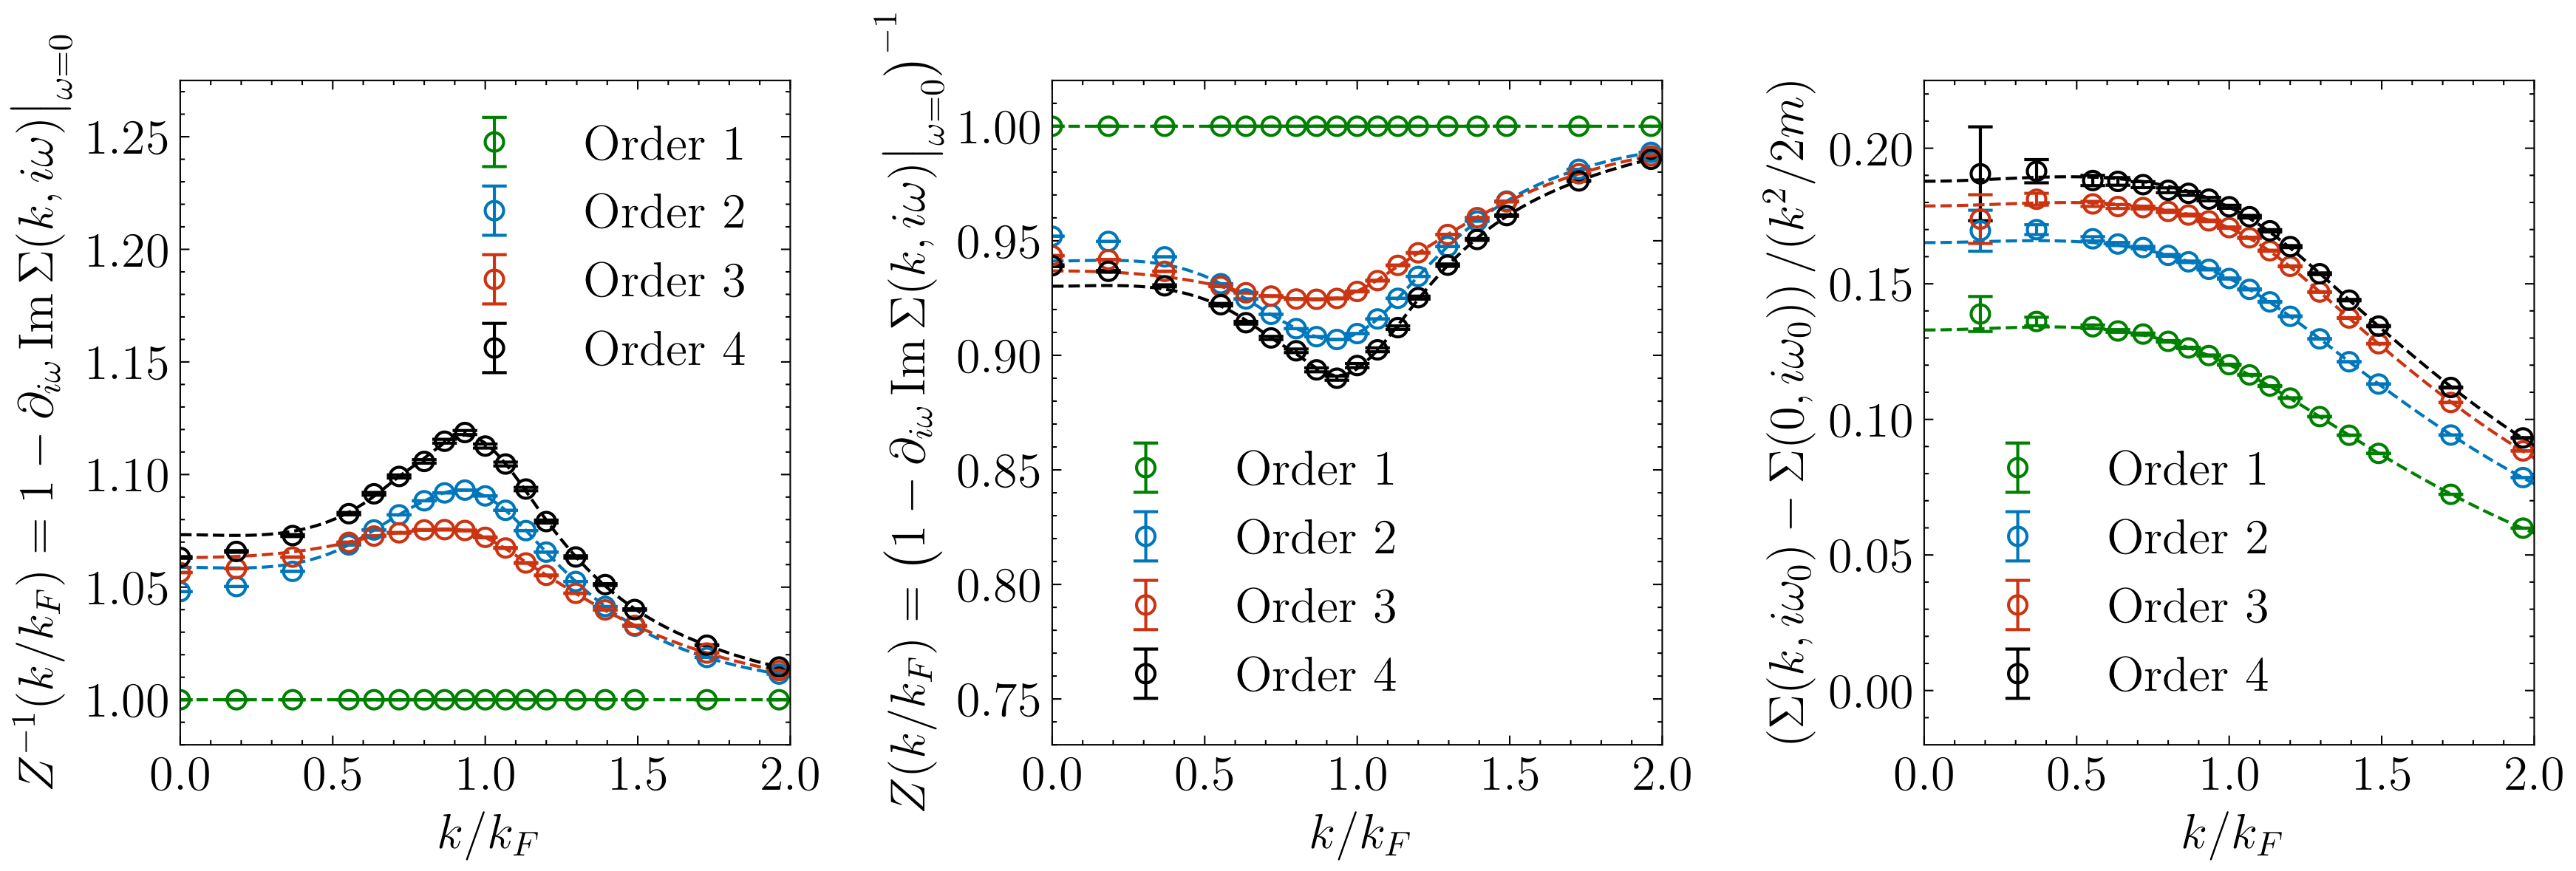 Z⁻¹(k/k_F) = 1 − ∂_{iω} Im Σ(k, iω)|_{ω=0}
1.25
1.20
1.15
1.10
1.05
1.00
Order 1
Order 2
Order 3
Order 4
0.0 0.5 1.0 1.5 2.0
k/k_F
Z(k/k_F) = (1 − ∂_{iω} Im Σ(k, iω)|_{ω=0})⁻¹
1.00
0.95
0.90
0.85
0.80
0.75
Order 1
Order 2
Order 3
Order 4
0.0 0.5 1.0 1.5 2.0
k/k_F
(Σ(k, iω₀) − Σ(0, iω₀)) /(k²/2m)
0.20
0.15
0.10
0.05
0.00
Order 1
Order 2
Order 3
Order 4
0.0 0.5 1.0 1.5 2.0
k/k_F